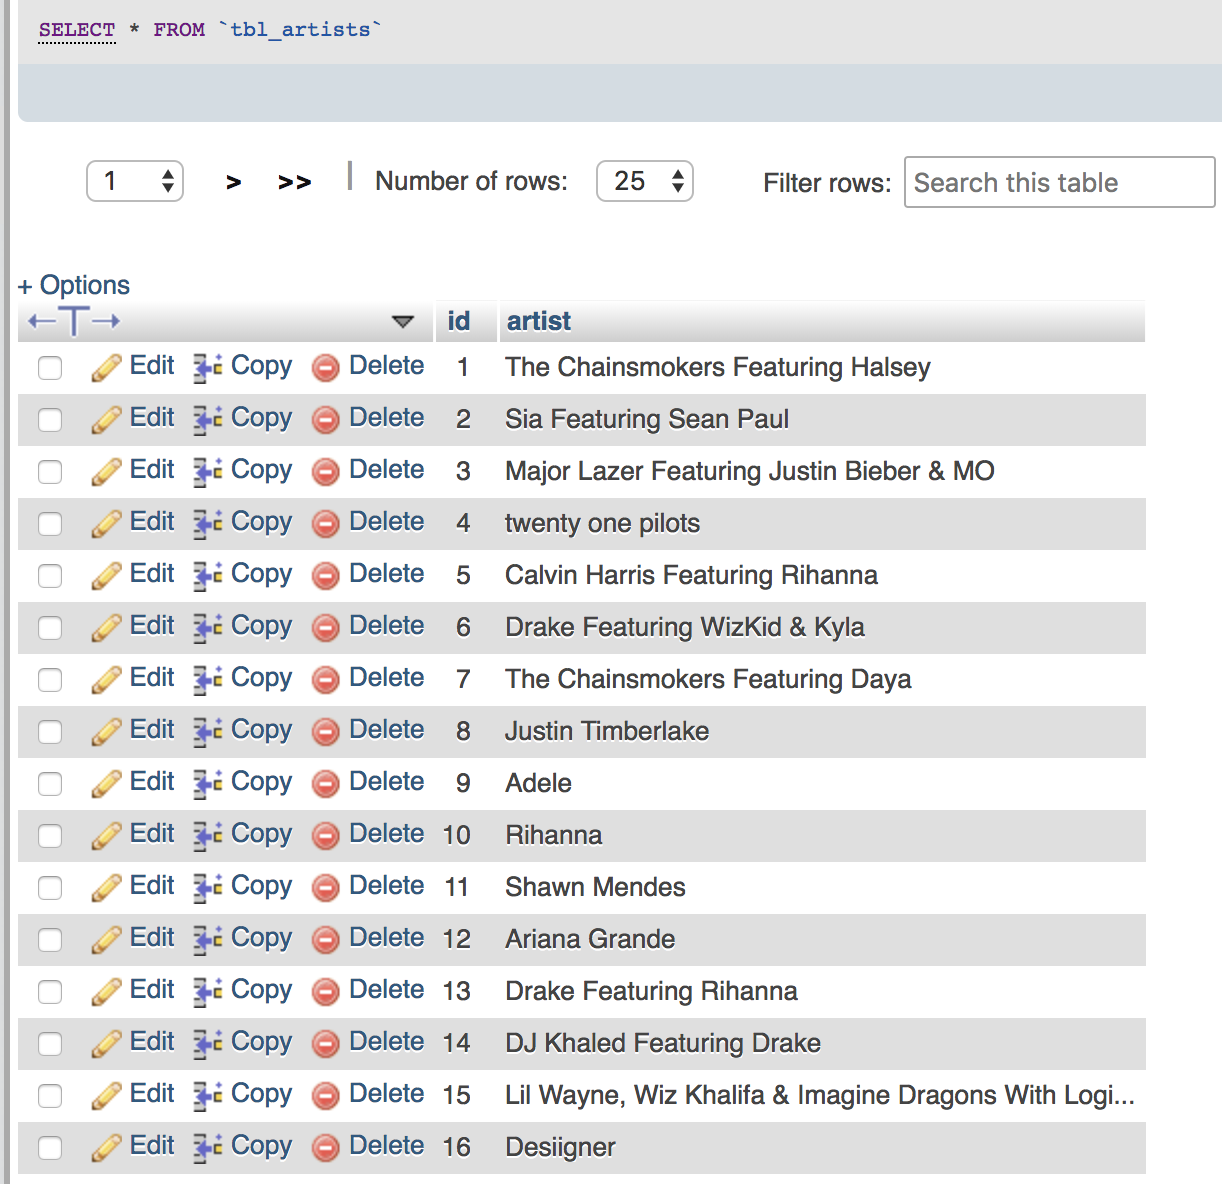 SELECT * FROM `tbl_artists`
1 > >> | Number of rows: 25 Filter rows: Search this table
+ Options
←T→ id artist
Edit Copy Delete 1 The Chainsmokers Featuring Halsey
Edit Copy Delete 2 Sia Featuring Sean Paul
Edit Copy Delete 3 Major Lazer Featuring Justin Bieber & MO
Edit Copy Delete 4 twenty one pilots
Edit Copy Delete 5 Calvin Harris Featuring Rihanna
Edit Copy Delete 6 Drake Featuring WizKid & Kyla
Edit Copy Delete 7 The Chainsmokers Featuring Daya
Edit Copy Delete 8 Justin Timberlake
Edit Copy Delete 9 Adele
Edit Copy Delete 10 Rihanna
Edit Copy Delete 11 Shawn Mendes
Edit Copy Delete 12 Ariana Grande
Edit Copy Delete 13 Drake Featuring Rihanna
Edit Copy Delete 14 DJ Khaled Featuring Drake
Edit Copy Delete 15 Lil Wayne, Wiz Khalifa & Imagine Dragons With Logi...
Edit Copy Delete 16 Desiigner